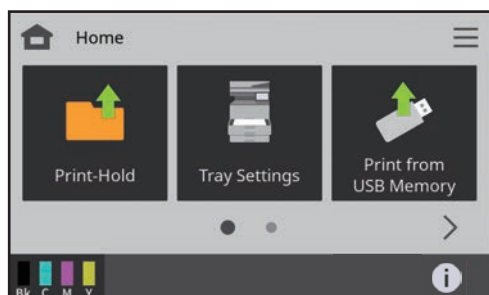 Home
Print-Hold
Tray Settings
Print from
USB Memory
Bk C M Y
i